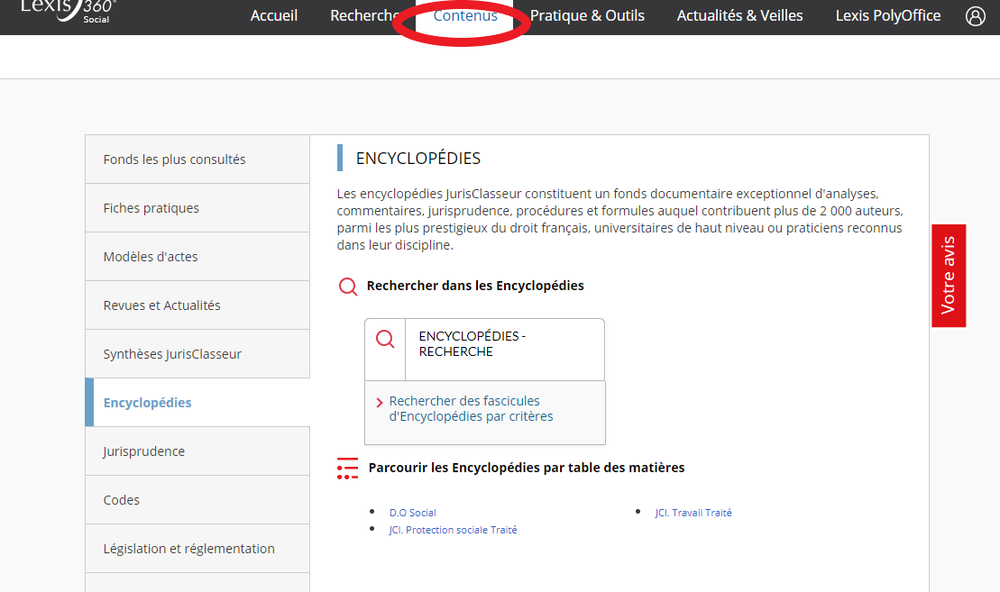 Lexis 360®
Social
Accueil Recherche Contenus Pratique & Outils Actualités & Veilles Lexis PolyOffice
Fonds les plus consultés
Fiches pratiques
Modèles d'actes
Revues et Actualités
Synthèses JurisClasseur
Encyclopédies
Jurisprudence
Codes
Législation et réglementation
ENCYCLOPÉDIES
Les encyclopédies JurisClasseur constituent un fonds documentaire exceptionnel d'analyses,
commentaires, jurisprudence, procédures et formules auquel contribuent plus de 2 000 auteurs,
parmi les plus prestigieux du droit français, universitaires de haut niveau ou praticiens reconnus
dans leur discipline.
Rechercher dans les Encyclopédies
ENCYCLOPÉDIES -
RECHERCHE
Rechercher des fascicules
d'Encyclopédies par critères
Parcourir les Encyclopédies par table des matières
D.O Social
JCl. Protection sociale Traité
JCl. Travail Traité
Votre avis